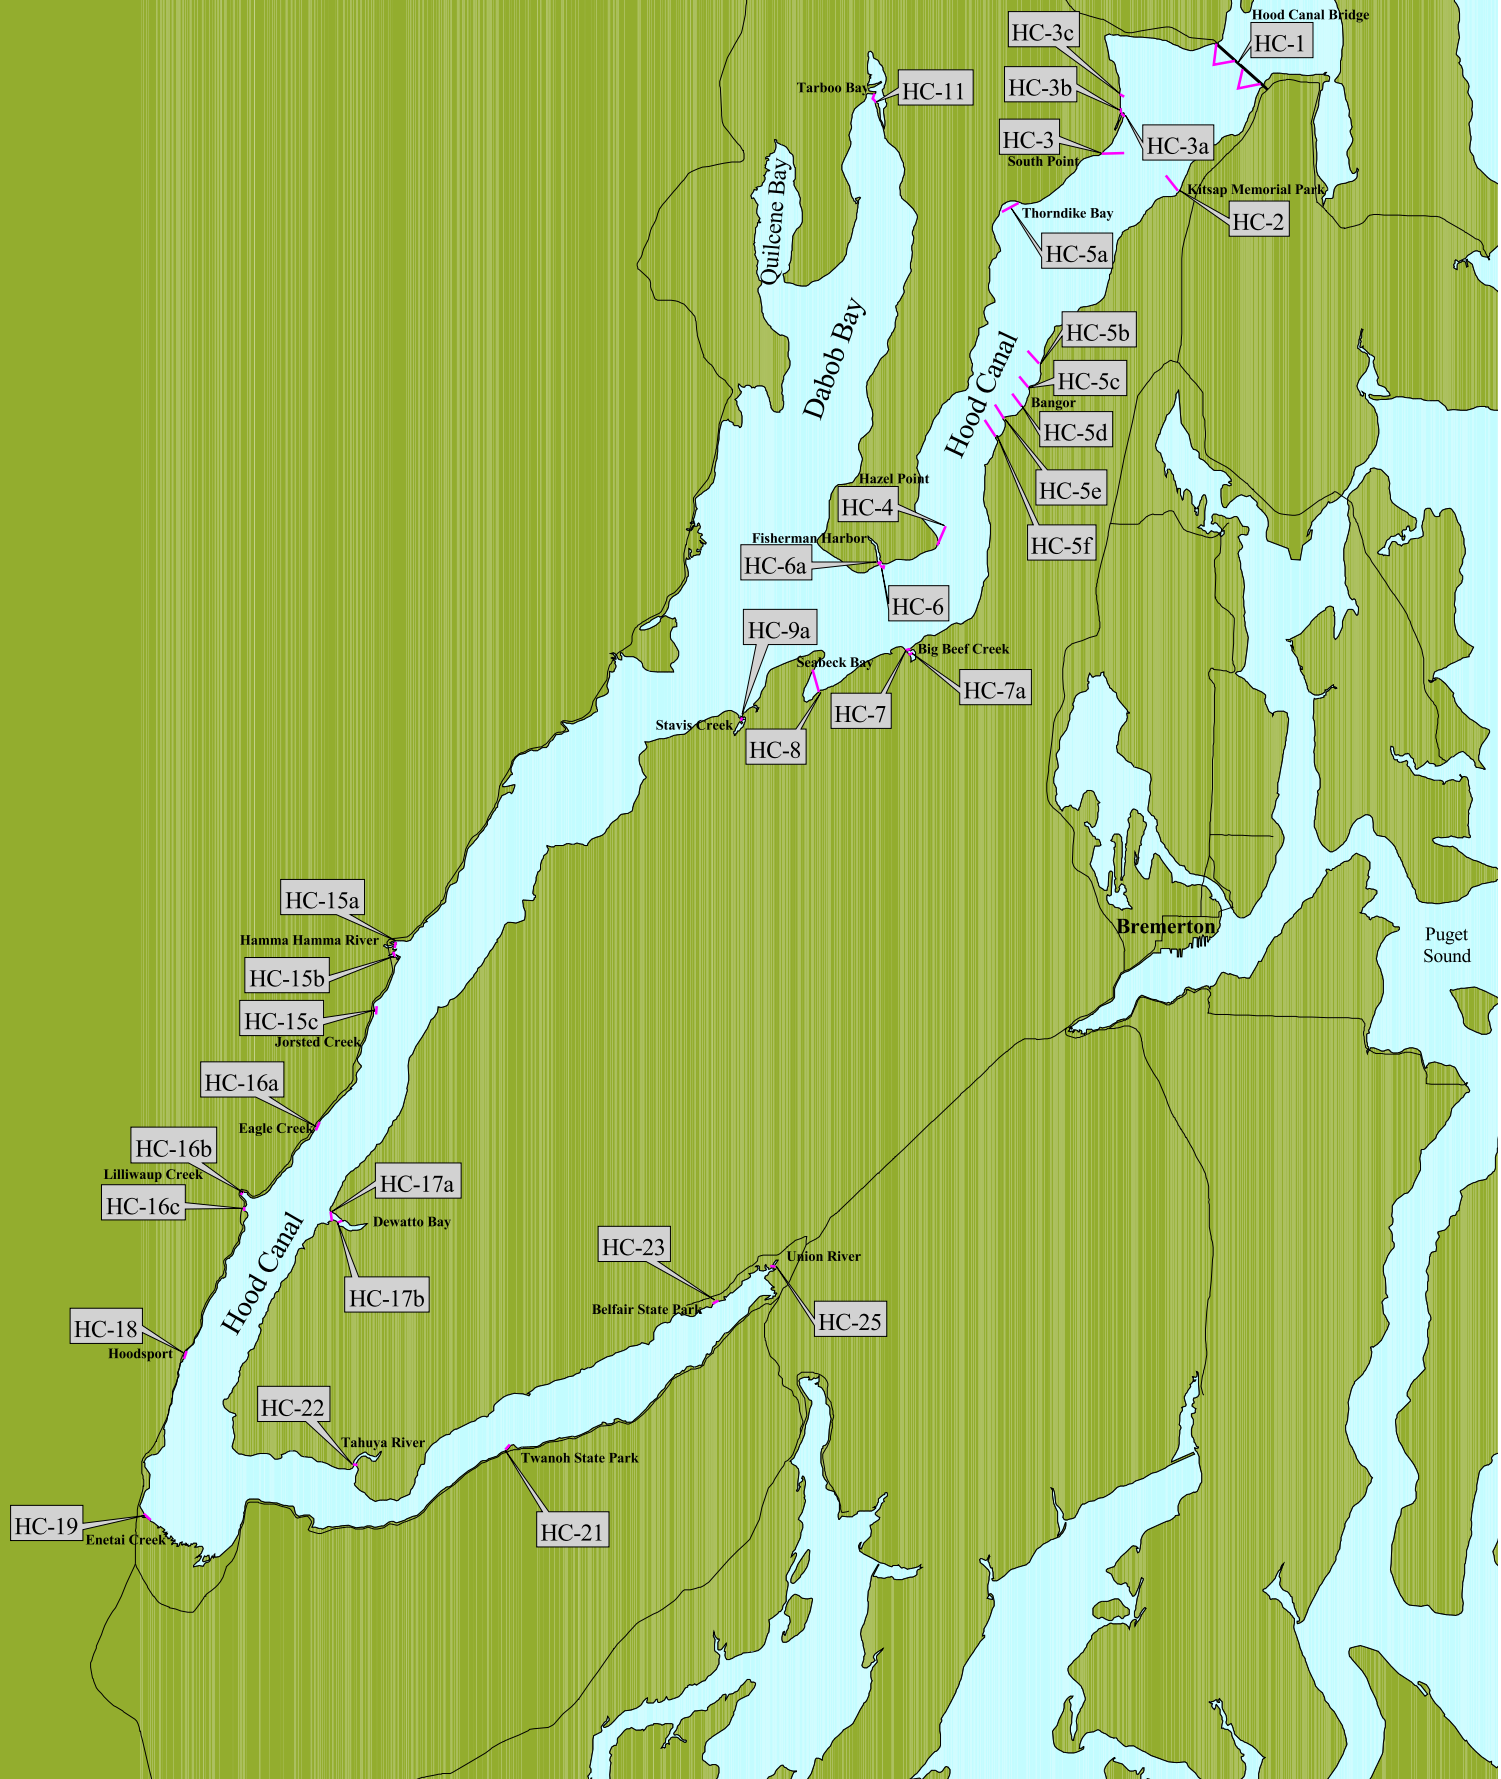 Hood Canal Bridge
HC-3c
HC-1
Tarboo Bay
HC-11
HC-3b
HC-3
HC-3a
South Point
Quilcene Bay
Kitsap Memorial Park
HC-2
Thorndike Bay
HC-5a
Dabob Bay
Hood Canal
HC-5b
HC-5c
Bangor
HC-5d
Hazel Point
HC-5e
HC-4
Fisherman Harbor
HC-5f
HC-6a
HC-6
HC-9a
Big Beef Creek
Seabeck Bay
HC-7a
HC-7
Stavis Creek
HC-8
HC-15a
Hamma Hamma River
Bremerton
Puget
Sound
HC-15b
HC-15c
Jorsted Creek
HC-16a
Eagle Creek
HC-16b
Lilliwaup Creek
HC-17a
HC-16c
Dewatto Bay
Hood Canal
HC-23
Union River
HC-17b
Belfair State Park
HC-25
HC-18
Hoodsport
HC-22
Tahuya River
Twanoh State Park
HC-19
HC-21
Enetai Creek